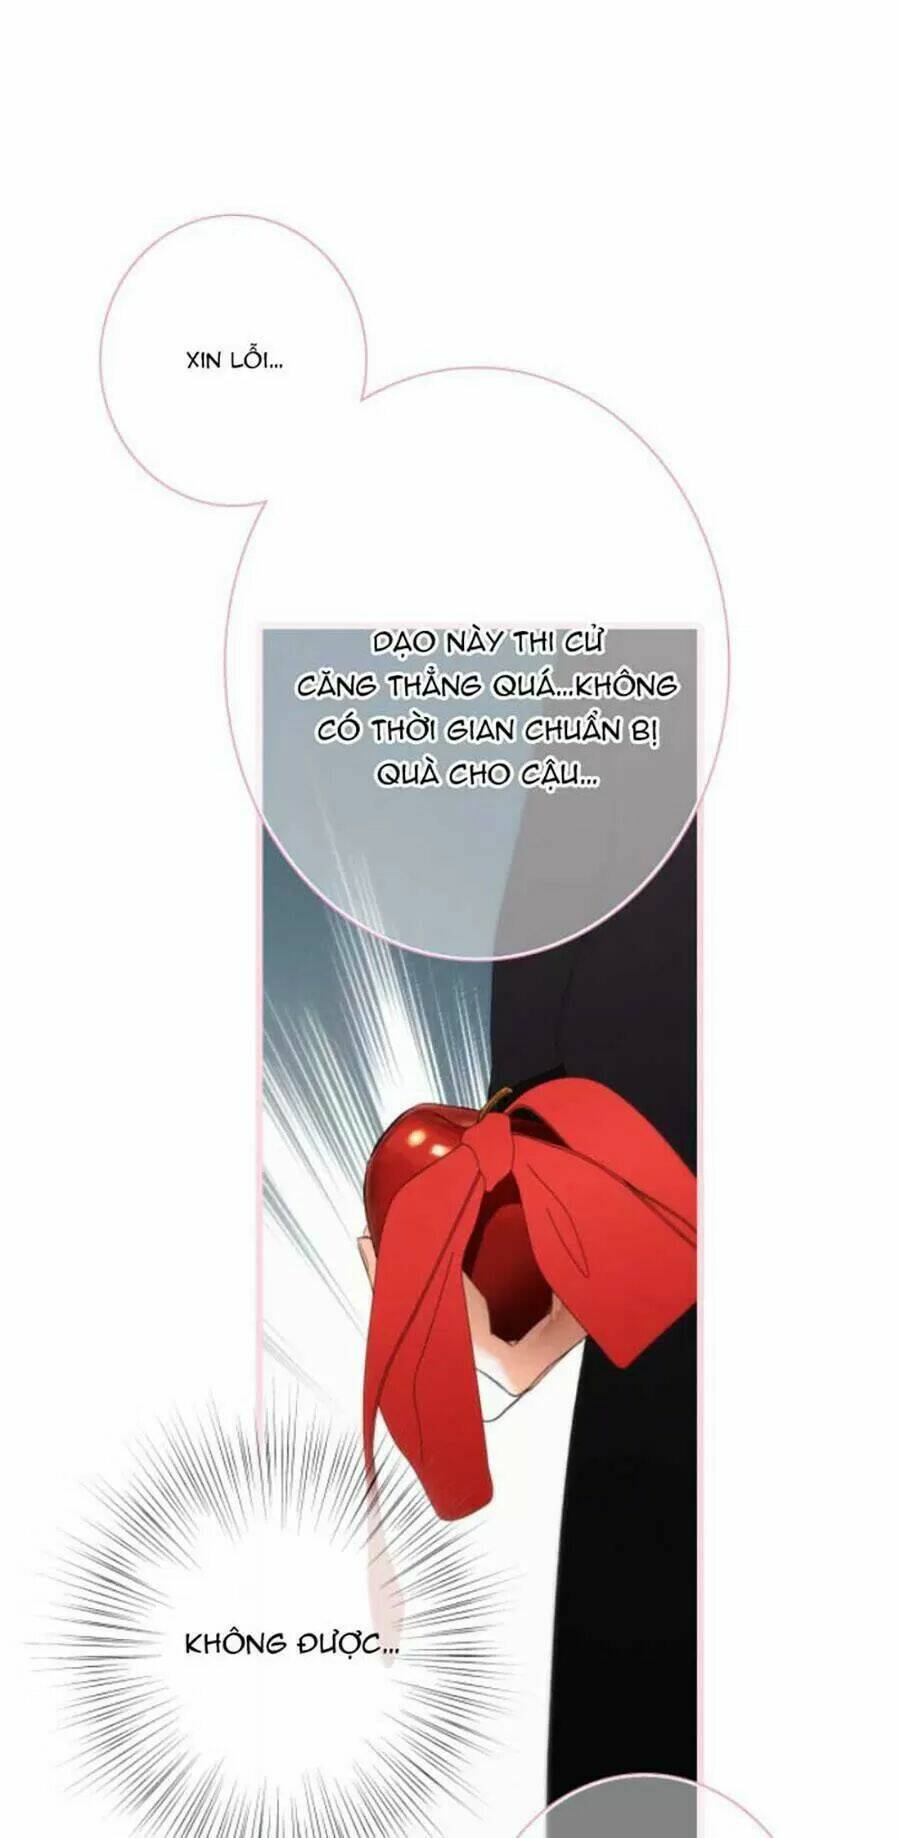 XIN LỖI...
DẠO NÀY THI CỬ
CĂNG THẲNG QUÁ...KHÔNG
CÓ THỜI GIAN CHUẨN BỊ
QUÀ CHO CẬU...
KHÔNG ĐƯỢC...